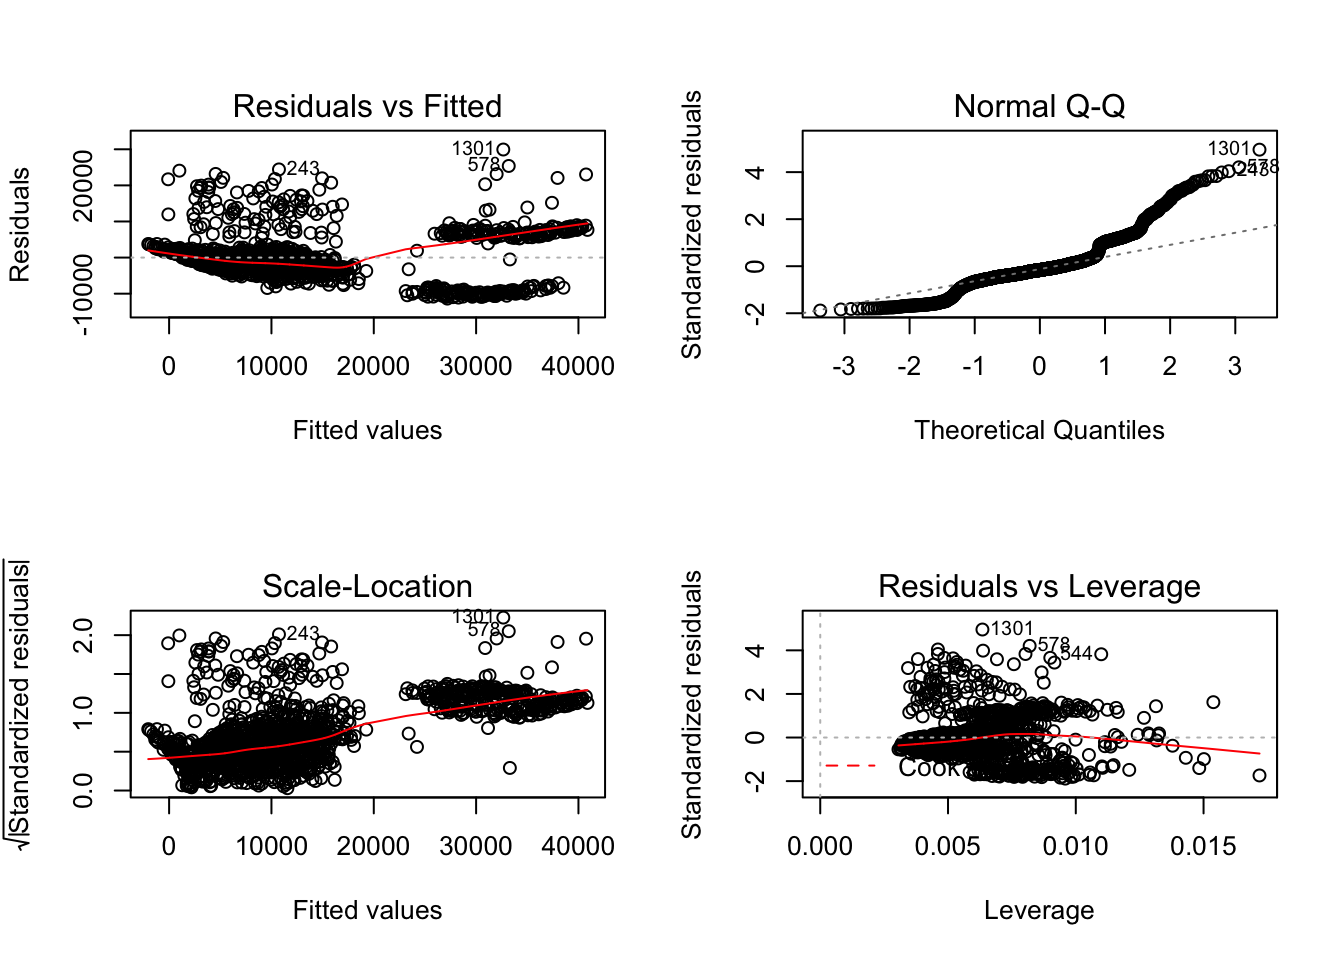 Residuals vs Fitted
Residuals
20000
-10000
1301
578
243
0 10000 20000 30000 40000
Fitted values
Normal Q-Q
Standardized residuals
4
2
0
-2
1301
578
243
-3 -2 -1 0 1 2 3
Theoretical Quantiles
Scale-Location
√|Standardized residuals|
2.0
1.0
0.0
1301
578
243
0 10000 20000 30000 40000
Fitted values
Residuals vs Leverage
Standardized residuals
4
2
0
-2
1301
578
544
Cook
0.000 0.005 0.010 0.015
Leverage